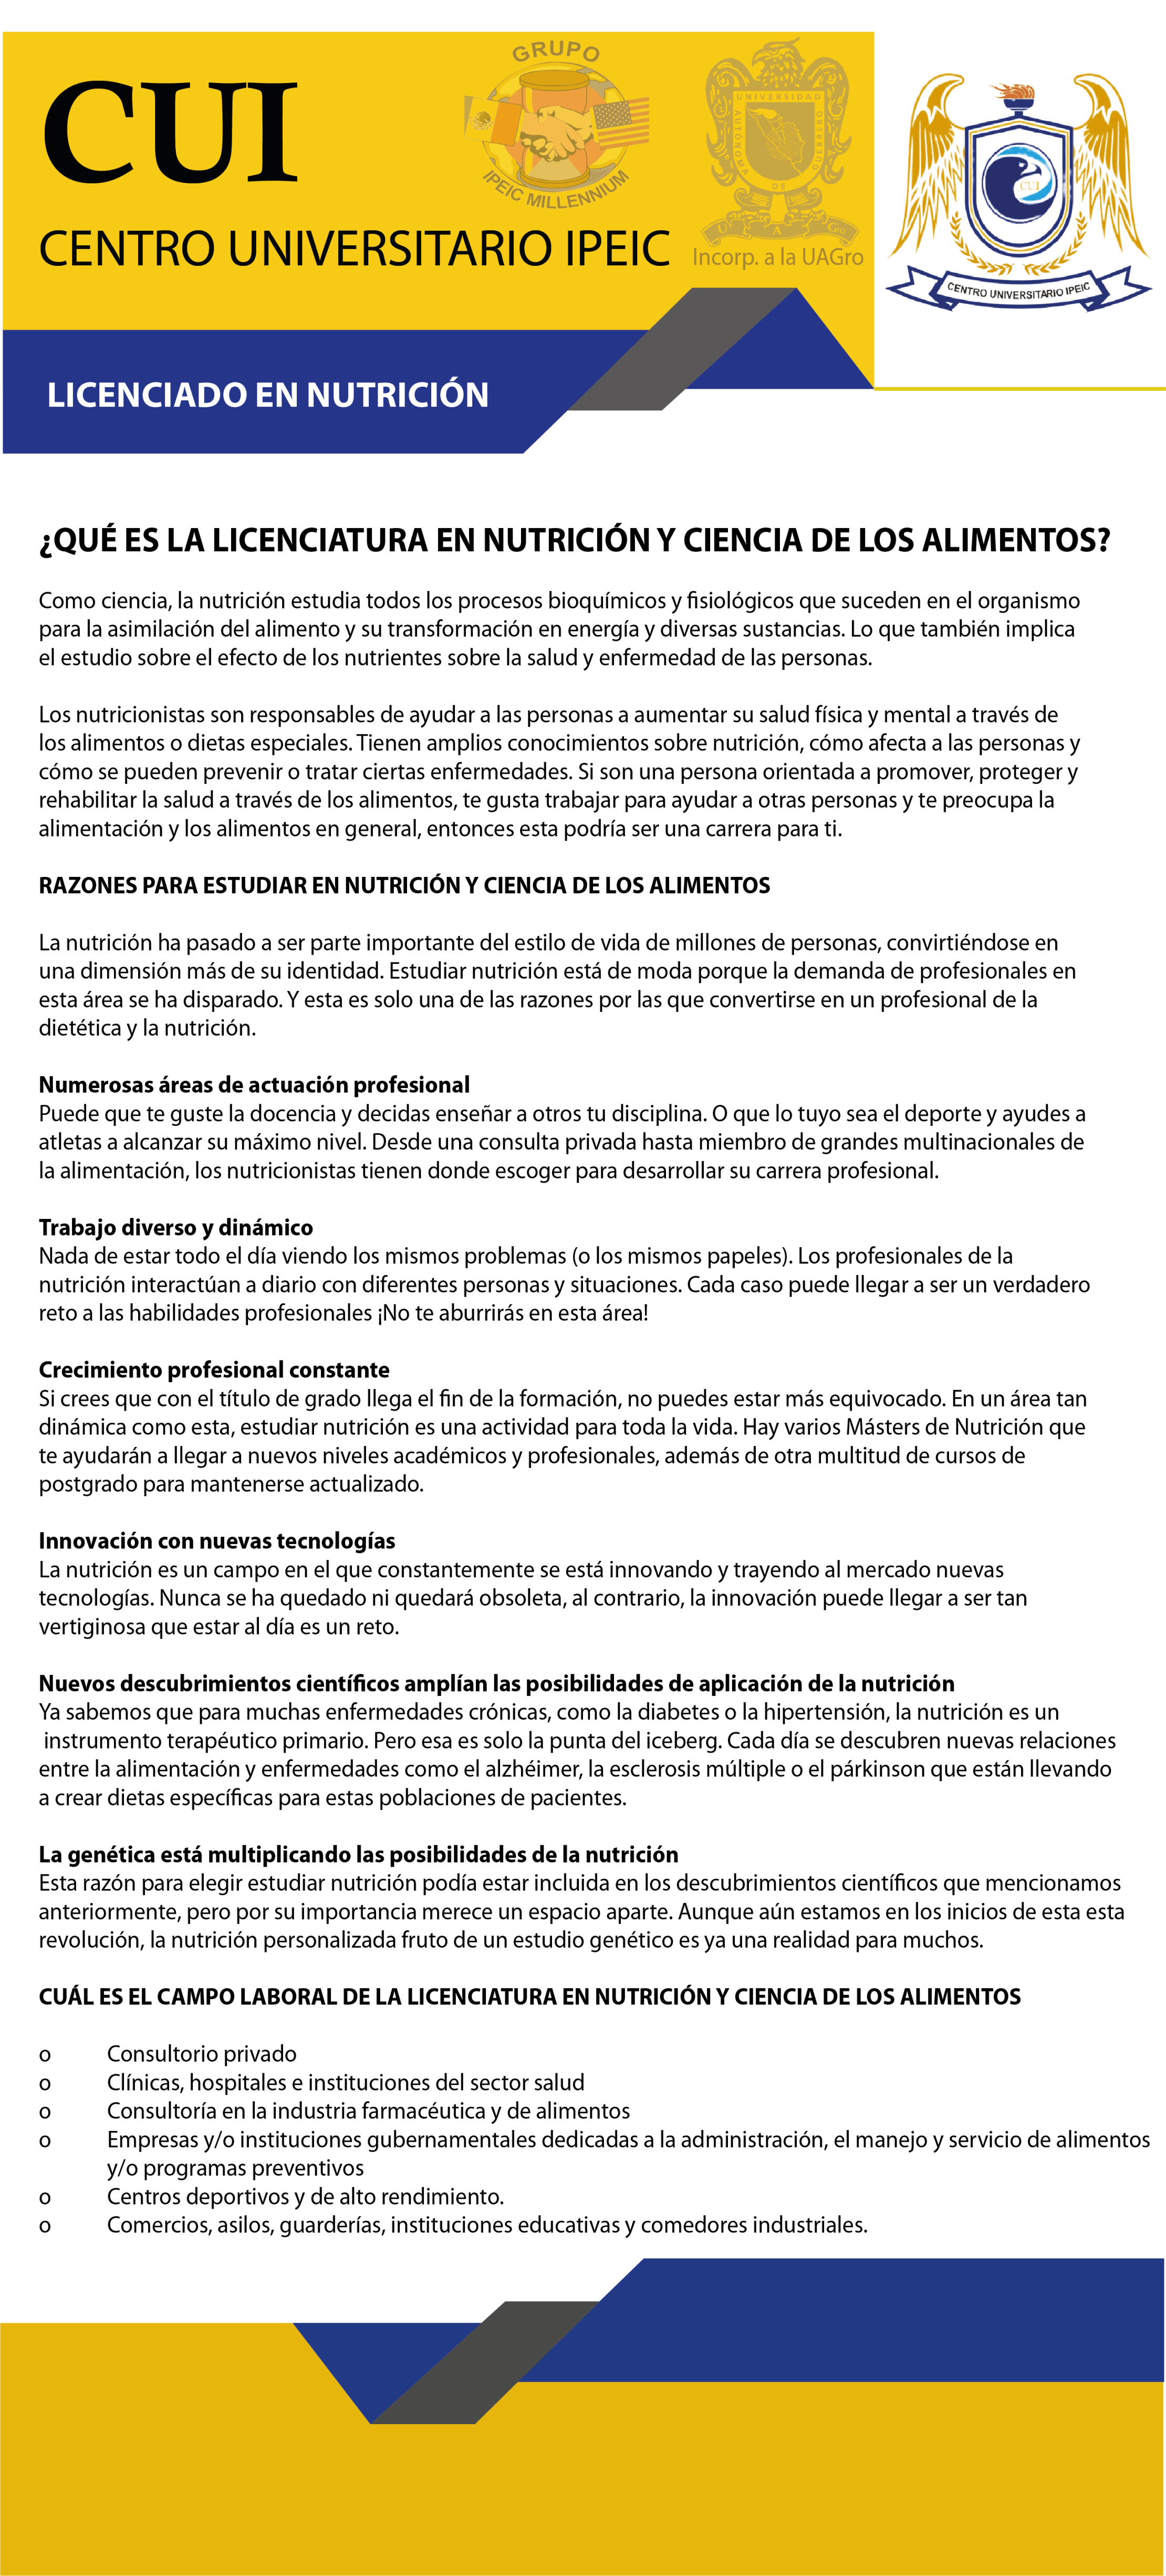 CUI
CENTRO UNIVERSITARIO IPEIC
GRUPO
IPEIC MILLENNIUM
UNIVERSIDAD
AUTÓNOMA
DE
GUERRERO
U A Gro
Incorp. a la UAGro
CUI
CENTRO UNIVERSITARIO IPEIC
LICENCIADO EN NUTRICIÓN
¿QUÉ ES LA LICENCIATURA EN NUTRICIÓN Y CIENCIA DE LOS ALIMENTOS?
Como ciencia, la nutrición estudia todos los procesos bioquímicos y fisiológicos que suceden en el organismo
para la asimilación del alimento y su transformación en energía y diversas sustancias. Lo que también implica
el estudio sobre el efecto de los nutrientes sobre la salud y enfermedad de las personas.
Los nutricionistas son responsables de ayudar a las personas a aumentar su salud física y mental a través de
los alimentos o dietas especiales. Tienen amplios conocimientos sobre nutrición, cómo afecta a las personas y
cómo se pueden prevenir o tratar ciertas enfermedades. Si son una persona orientada a promover, proteger y
rehabilitar la salud a través de los alimentos, te gusta trabajar para ayudar a otras personas y te preocupa la
alimentación y los alimentos en general, entonces esta podría ser una carrera para ti.
RAZONES PARA ESTUDIAR EN NUTRICIÓN Y CIENCIA DE LOS ALIMENTOS
La nutrición ha pasado a ser parte importante del estilo de vida de millones de personas, convirtiéndose en
una dimensión más de su identidad. Estudiar nutrición está de moda porque la demanda de profesionales en
esta área se ha disparado. Y esta es solo una de las razones por las que convertirse en un profesional de la
dietética y la nutrición.
Numerosas áreas de actuación profesional
Puede que te guste la docencia y decidas enseñar a otros tu disciplina. O que lo tuyo sea el deporte y ayudes a
atletas a alcanzar su máximo nivel. Desde una consulta privada hasta miembro de grandes multinacionales de
la alimentación, los nutricionistas tienen donde escoger para desarrollar su carrera profesional.
Trabajo diverso y dinámico
Nada de estar todo el día viendo los mismos problemas (o los mismos papeles). Los profesionales de la
nutrición interactúan a diario con diferentes personas y situaciones. Cada caso puede llegar a ser un verdadero
reto a las habilidades profesionales ¡No te aburrirás en esta área!
Crecimiento profesional constante
Si crees que con el título de grado llega el fin de la formación, no puedes estar más equivocado. En un área tan
dinámica como esta, estudiar nutrición es una actividad para toda la vida. Hay varios Másters de Nutrición que
te ayudarán a llegar a nuevos niveles académicos y profesionales, además de otra multitud de cursos de
postgrado para mantenerse actualizado.
Innovación con nuevas tecnologías
La nutrición es un campo en el que constantemente se está innovando y trayendo al mercado nuevas
tecnologías. Nunca se ha quedado ni quedará obsoleta, al contrario, la innovación puede llegar a ser tan
vertiginosa que estar al día es un reto.
Nuevos descubrimientos científicos amplían las posibilidades de aplicación de la nutrición
Ya sabemos que para muchas enfermedades crónicas, como la diabetes o la hipertensión, la nutrición es un
instrumento terapéutico primario. Pero esa es solo la punta del iceberg. Cada día se descubren nuevas relaciones
entre la alimentación y enfermedades como el alzhéimer, la esclerosis múltiple o el párkinson que están llevando
a crear dietas específicas para estas poblaciones de pacientes.
La genética está multiplicando las posibilidades de la nutrición
Esta razón para elegir estudiar nutrición podía estar incluida en los descubrimientos científicos que mencionamos
anteriormente, pero por su importancia merece un espacio aparte. Aunque aún estamos en los inicios de esta esta
revolución, la nutrición personalizada fruto de un estudio genético es ya una realidad para muchos.
CUÁL ES EL CAMPO LABORAL DE LA LICENCIATURA EN NUTRICIÓN Y CIENCIA DE LOS ALIMENTOS
o Consultorio privado
o Clínicas, hospitales e instituciones del sector salud
o Consultoría en la industria farmacéutica y de alimentos
o Empresas y/o instituciones gubernamentales dedicadas a la administración, el manejo y servicio de alimentos
y/o programas preventivos
o Centros deportivos y de alto rendimiento.
o Comercios, asilos, guarderías, instituciones educativas y comedores industriales.